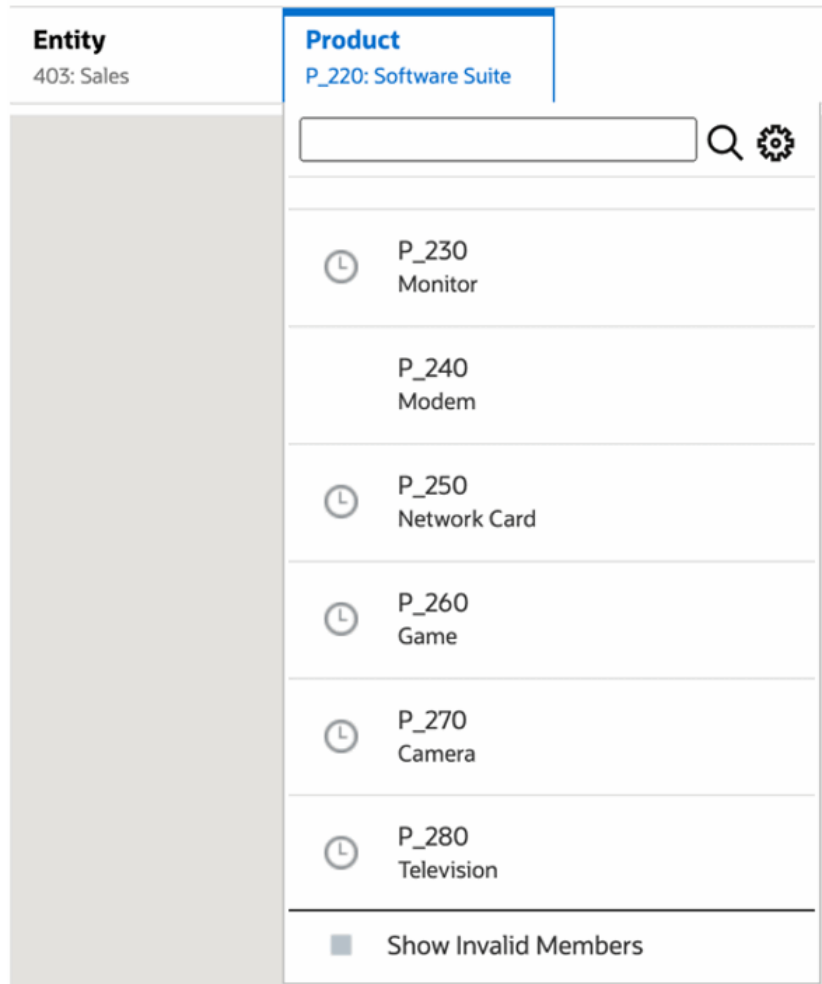 Entity
403: Sales
Product
P_220: Software Suite
P_230
Monitor
P_240
Modem
P_250
Network Card
P_260
Game
P_270
Camera
P_280
Television
Show Invalid Members